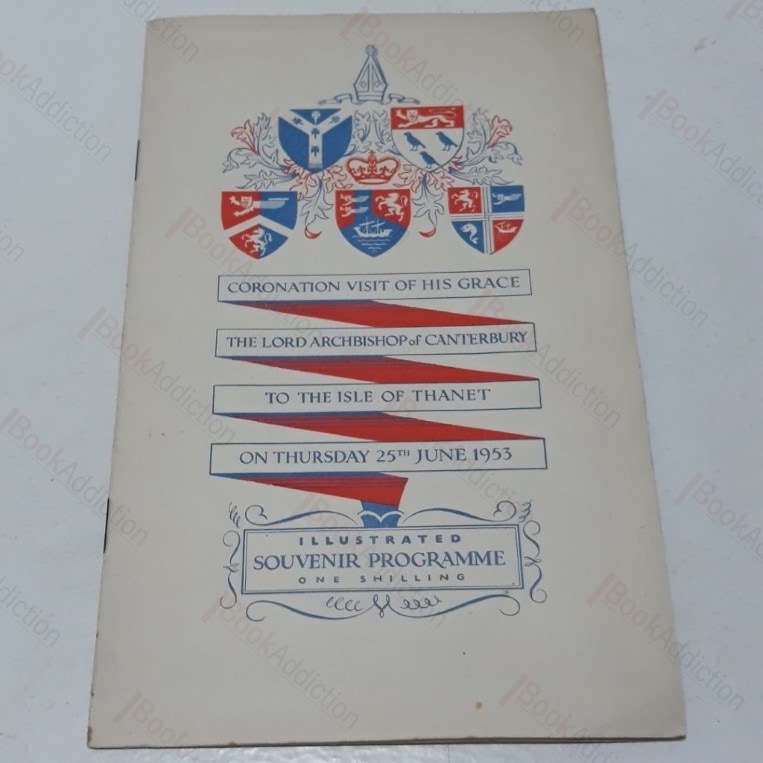 CORONATION VISIT OF HIS GRACE
THE LORD ARCHBISHOP of CANTERBURY
TO THE ISLE OF THANET
ON THURSDAY 25TH JUNE 1953
ILLUSTRATED
SOUVENIR PROGRAMME
ONE SHILLING
BookAddiction